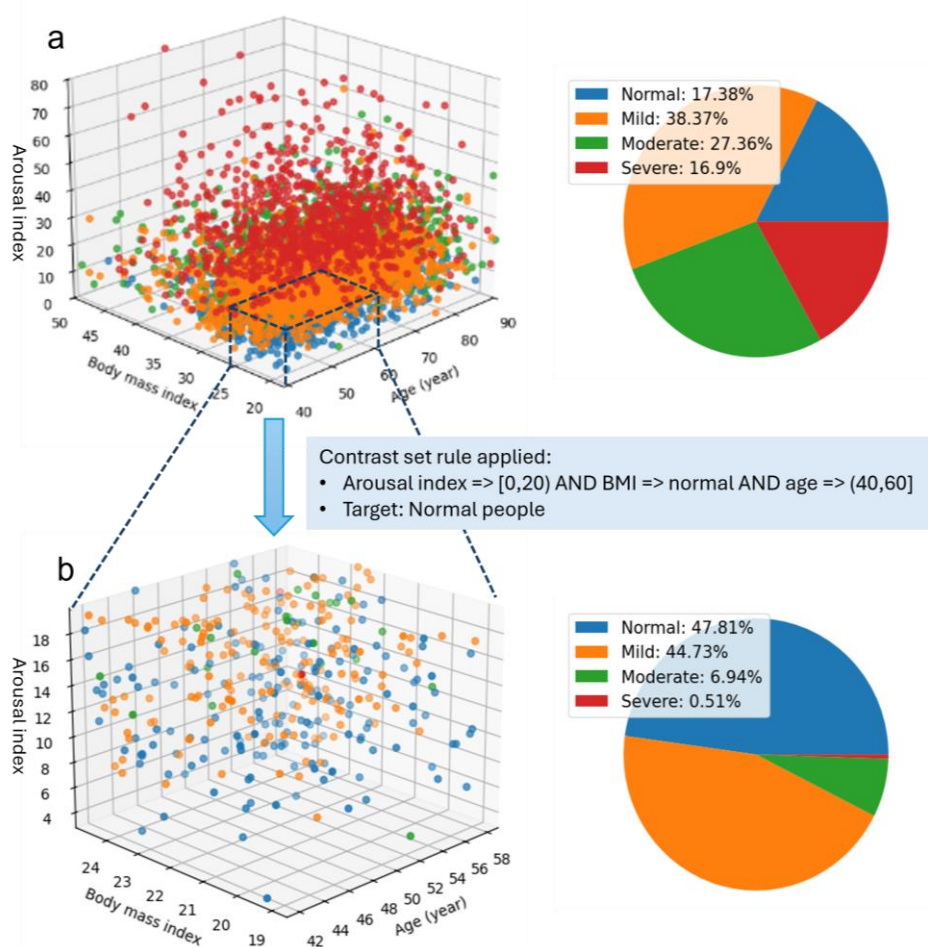 a
80
70
60
50
40
30
20
10
0
Arousal index
50
45
40
35
30
25
20
Body mass index
40
50
60
70
80
90
Age (year)
Normal: 17.38%
Mild: 38.37%
Moderate: 27.36%
Severe: 16.9%
Contrast set rule applied:
• Arousal index => [0,20) AND BMI => normal AND age => (40,60]
• Target: Normal people
b
18
16
14
12
10
8
6
4
Arousal index
24
23
22
21
20
19
Body mass index
42
44
46
48
50
52
54
56
58
Age (year)
Normal: 47.81%
Mild: 44.73%
Moderate: 6.94%
Severe: 0.51%